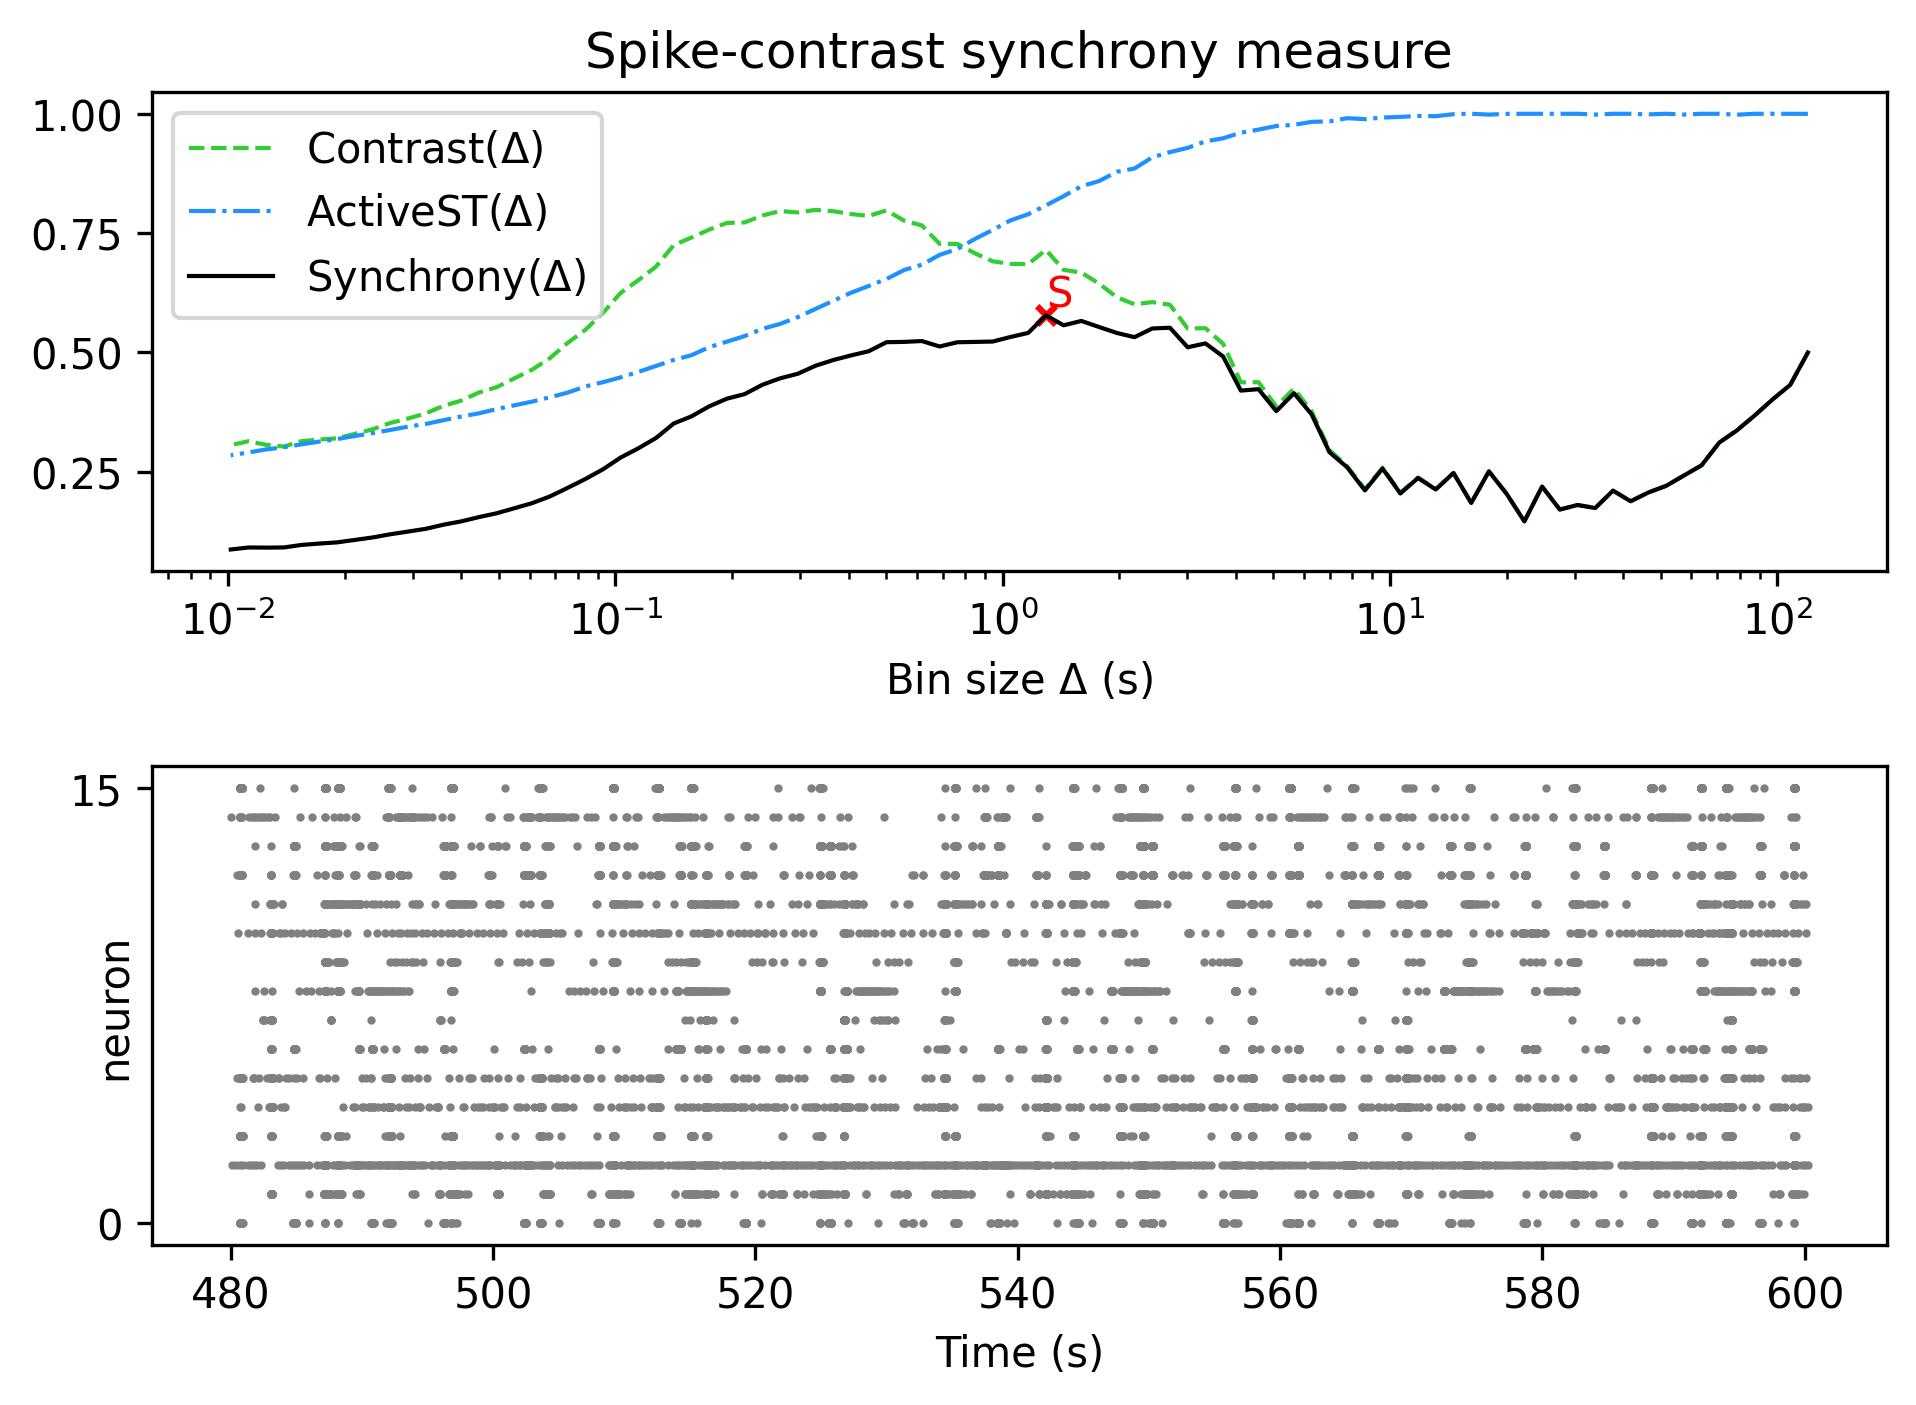 Spike-contrast synchrony measure
1.00
0.75
0.50
0.25
Contrast(Δ)
ActiveST(Δ)
Synchrony(Δ)
S
10⁻² 10⁻¹ 10⁰ 10¹ 10²
Bin size Δ (s)
15
neuron
0
480 500 520 540 560 580 600
Time (s)